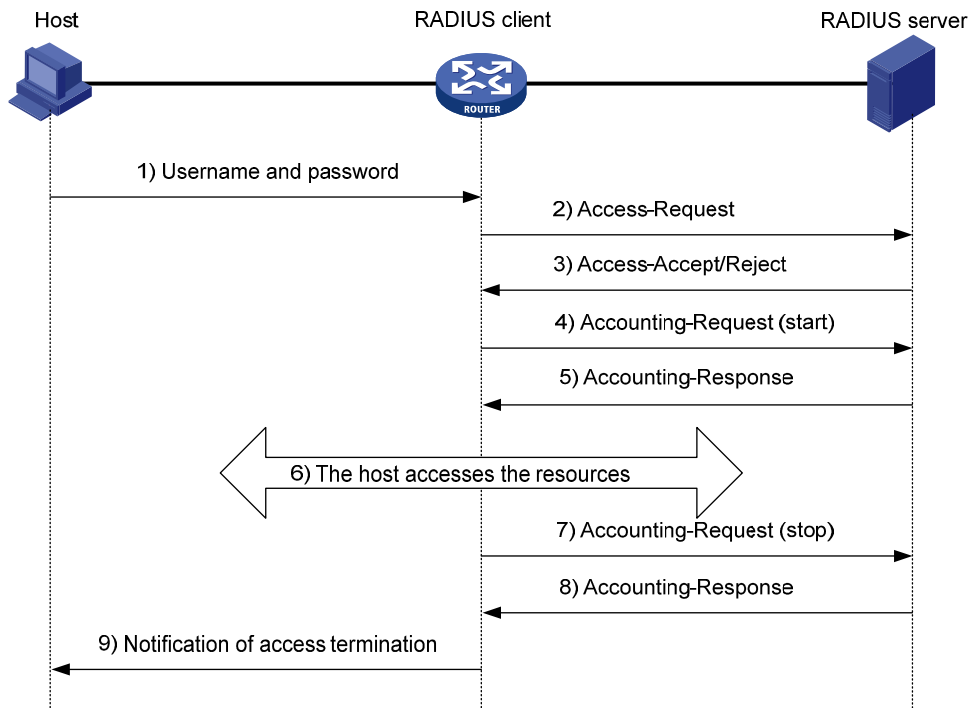 Host
RADIUS client
RADIUS server
ROUTER
1) Username and password
2) Access-Request
3) Access-Accept/Reject
4) Accounting-Request (start)
5) Accounting-Response
6) The host accesses the resources
7) Accounting-Request (stop)
8) Accounting-Response
9) Notification of access termination